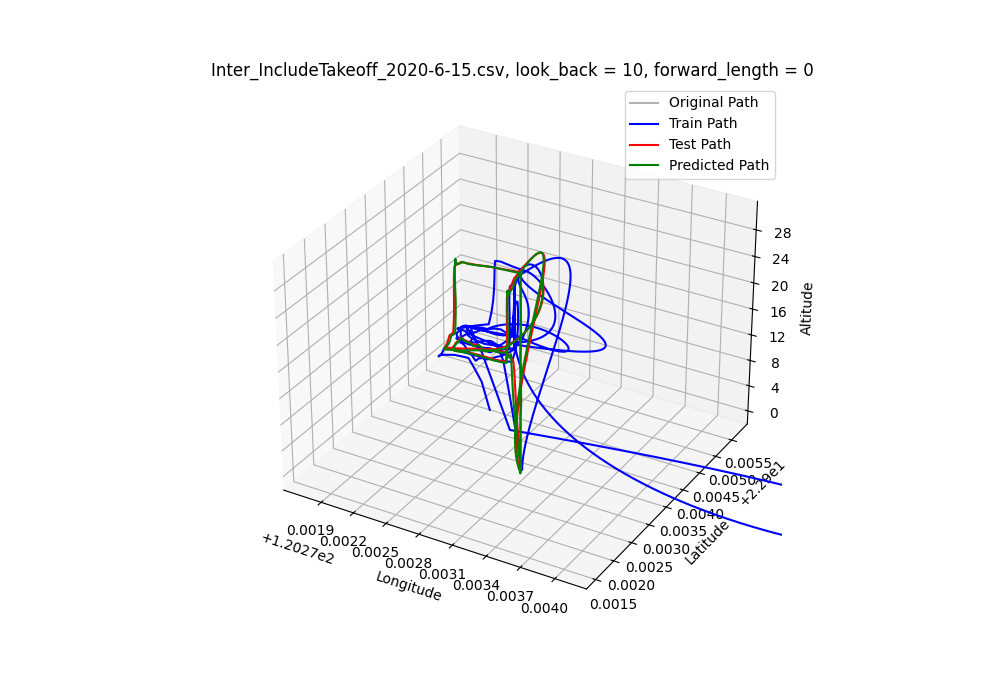 Inter_IncludeTakeoff_2020-6-15.csv, look_back = 10, forward_length = 0
Original Path
Train Path
Test Path
Predicted Path
28
24
20
16
12
8
4
0
Altitude
0.0055
0.0050
0.0045
0.0040
0.0035
0.0030
0.0025
0.0020
0.0015
+2.29e1
Latitude
0.0019
0.0022
0.0025
0.0028
0.0031
0.0034
0.0037
0.0040
+1.2027e2
Longitude